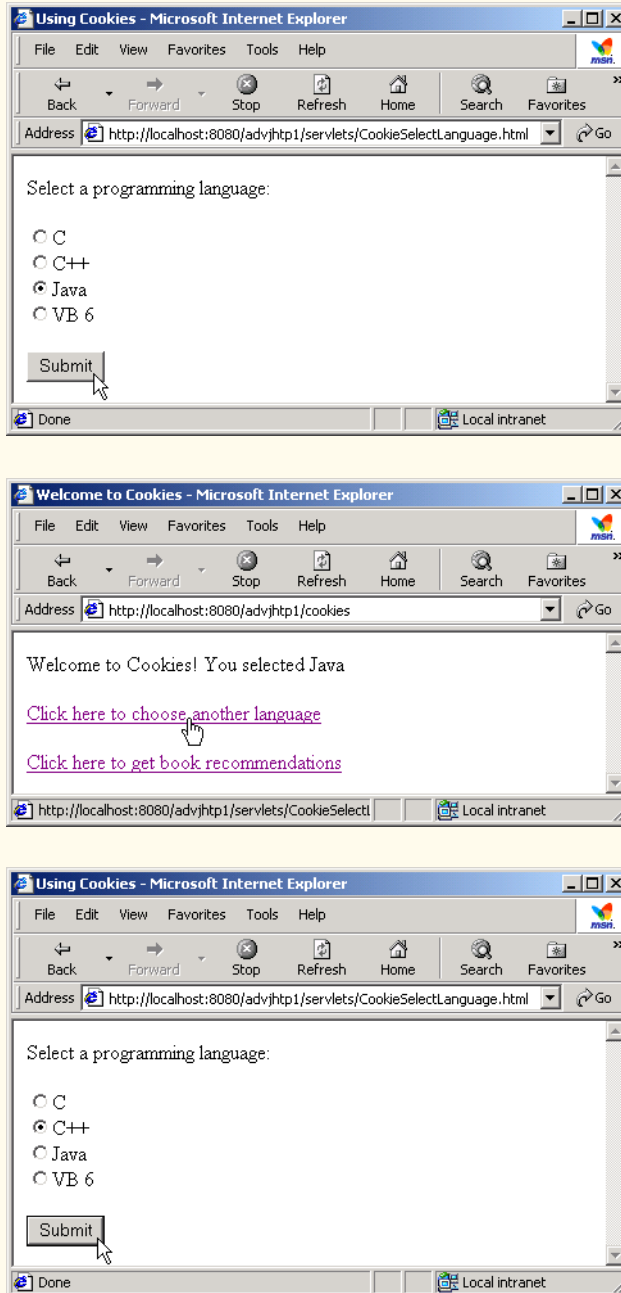 Using Cookies - Microsoft Internet Explorer
File Edit View Favorites Tools Help
msn.
Back Forward Stop Refresh Home Search Favorites »
Address http://localhost:8080/advjhtp1/servlets/CookieSelectLanguage.html Go
Select a programming language:
C
C++
Java
VB 6
Submit
Done Local intranet
Welcome to Cookies - Microsoft Internet Explorer
File Edit View Favorites Tools Help
msn.
Back Forward Stop Refresh Home Search Favorites »
Address http://localhost:8080/advjhtp1/cookies Go
Welcome to Cookies! You selected Java
Click here to choose another language
Click here to get book recommendations
http://localhost:8080/advjhtp1/servlets/CookieSelectL Local intranet
Using Cookies - Microsoft Internet Explorer
File Edit View Favorites Tools Help
msn.
Back Forward Stop Refresh Home Search Favorites »
Address http://localhost:8080/advjhtp1/servlets/CookieSelectLanguage.html Go
Select a programming language:
C
C++
Java
VB 6
Submit
Done Local intranet